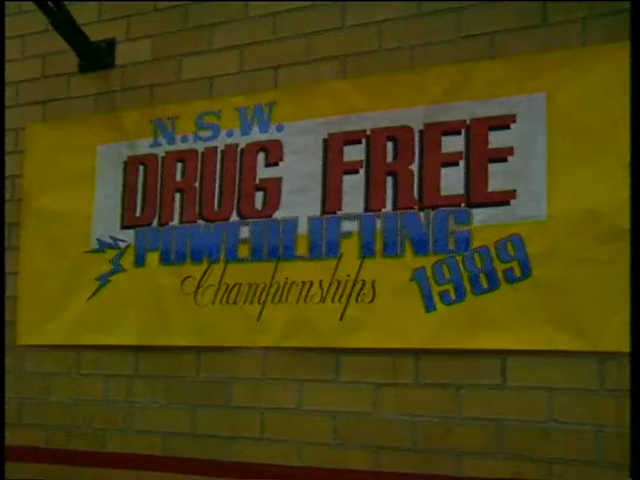 N.S.W.
DRUG FREE
POWERLIFTING
Championships
1989